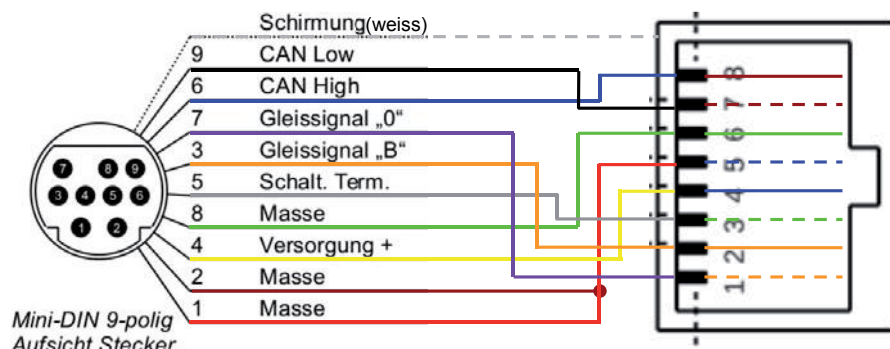 Schirmung(weiss)
9 CAN Low
6 CAN High
7 Gleissignal „0“
3 Gleissignal „B“
5 Schalt. Term.
8 Masse
4 Versorgung +
2 Masse
1 Masse
7 8 9
3 4 5 6
1 2
Mini-DIN 9-polig
Aufsicht Stecker
8
7
6
5
4
3
2
1